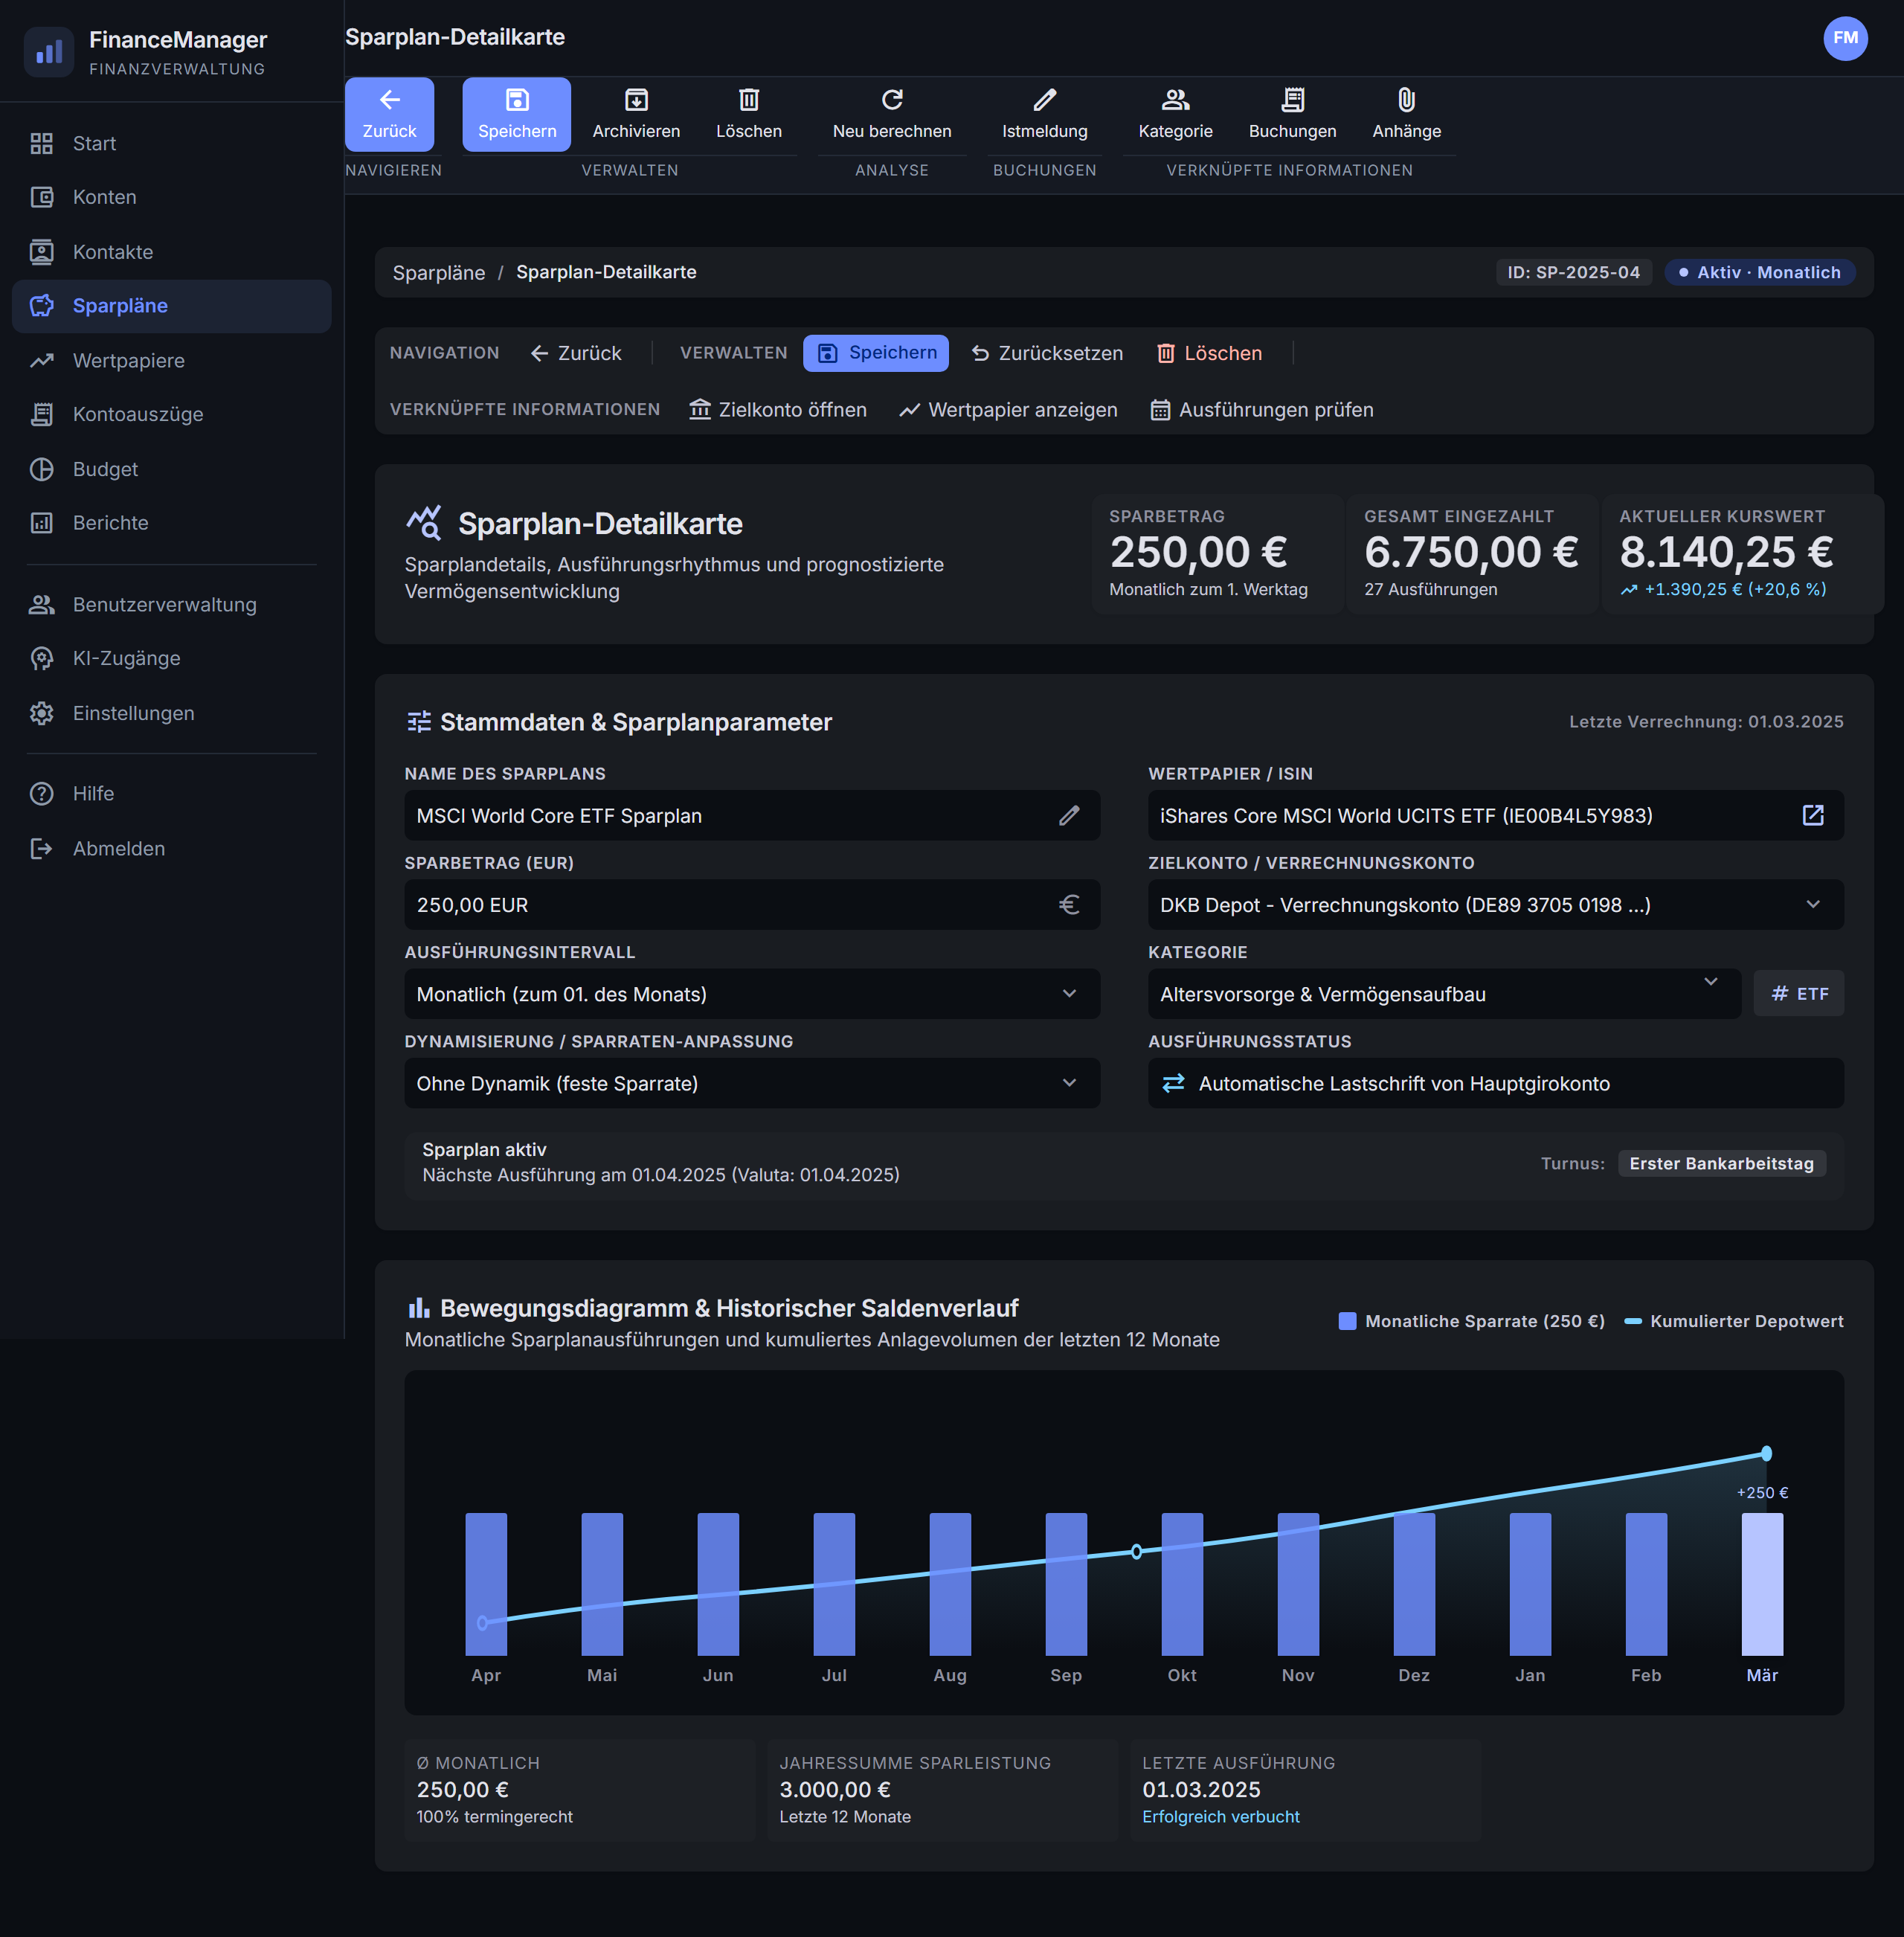 FinanceManager
FINANZVERWALTUNG
Start
Konten
Kontakte
Sparpläne
Wertpapiere
Kontoauszüge
Budget
Berichte
Benutzerverwaltung
KI-Zugänge
Einstellungen
Hilfe
Abmelden
Sparplan-Detailkarte
FM
Zurück
Speichern
Archivieren
Löschen
Neu berechnen
Istmeldung
Kategorie
Buchungen
Anhänge
NAVIGIEREN
VERWALTEN
ANALYSE
BUCHUNGEN
VERKNÜPFTE INFORMATIONEN
Sparpläne / Sparplan-Detailkarte
ID: SP-2025-04
Aktiv · Monatlich
NAVIGATION
Zurück
VERWALTEN
Speichern
Zurücksetzen
Löschen
VERKNÜPFTE INFORMATIONEN
Zielkonto öffnen
Wertpapier anzeigen
Ausführungen prüfen
Sparplan-Detailkarte
Sparplandetails, Ausführungsrhythmus und prognostizierte
Vermögensentwicklung
SPARBETRAG
250,00 €
Monatlich zum 1. Werktag
GESAMT EINGEZAHLT
6.750,00 €
27 Ausführungen
AKTUELLER KURSWERT
8.140,25 €
+1.390,25 € (+20,6 %)
Stammdaten & Sparplanparameter
Letzte Verrechnung: 01.03.2025
NAME DES SPARPLANS
MSCI World Core ETF Sparplan
WERTPAPIER / ISIN
iShares Core MSCI World UCITS ETF (IE00B4L5Y983)
SPARBETRAG (EUR)
250,00 EUR
€
ZIELKONTO / VERRECHNUNGSKONTO
DKB Depot - Verrechnungskonto (DE89 3705 0198 ...)
AUSFÜHRUNGSINTERVALL
Monatlich (zum 01. des Monats)
KATEGORIE
Altersvorsorge & Vermögensaufbau
# ETF
DYNAMISIERUNG / SPARRATEN-ANPASSUNG
Ohne Dynamik (feste Sparrate)
AUSFÜHRUNGSSTATUS
Automatische Lastschrift von Hauptgirokonto
Sparplan aktiv
Nächste Ausführung am 01.04.2025 (Valuta: 01.04.2025)
Turnus: Erster Bankarbeitstag
Bewegungsdiagramm & Historischer Saldenverlauf
Monatliche Sparplanausführungen und kumuliertes Anlagevolumen der letzten 12 Monate
Monatliche Sparrate (250 €)
Kumulierter Depotwert
+250 €
Apr Mai Jun Jul Aug Sep Okt Nov Dez Jan Feb Mär
Ø MONATLICH
250,00 €
100% termingerecht
JAHRESSUMME SPARLEISTUNG
3.000,00 €
Letzte 12 Monate
LETZTE AUSFÜHRUNG
01.03.2025
Erfolgreich verbucht